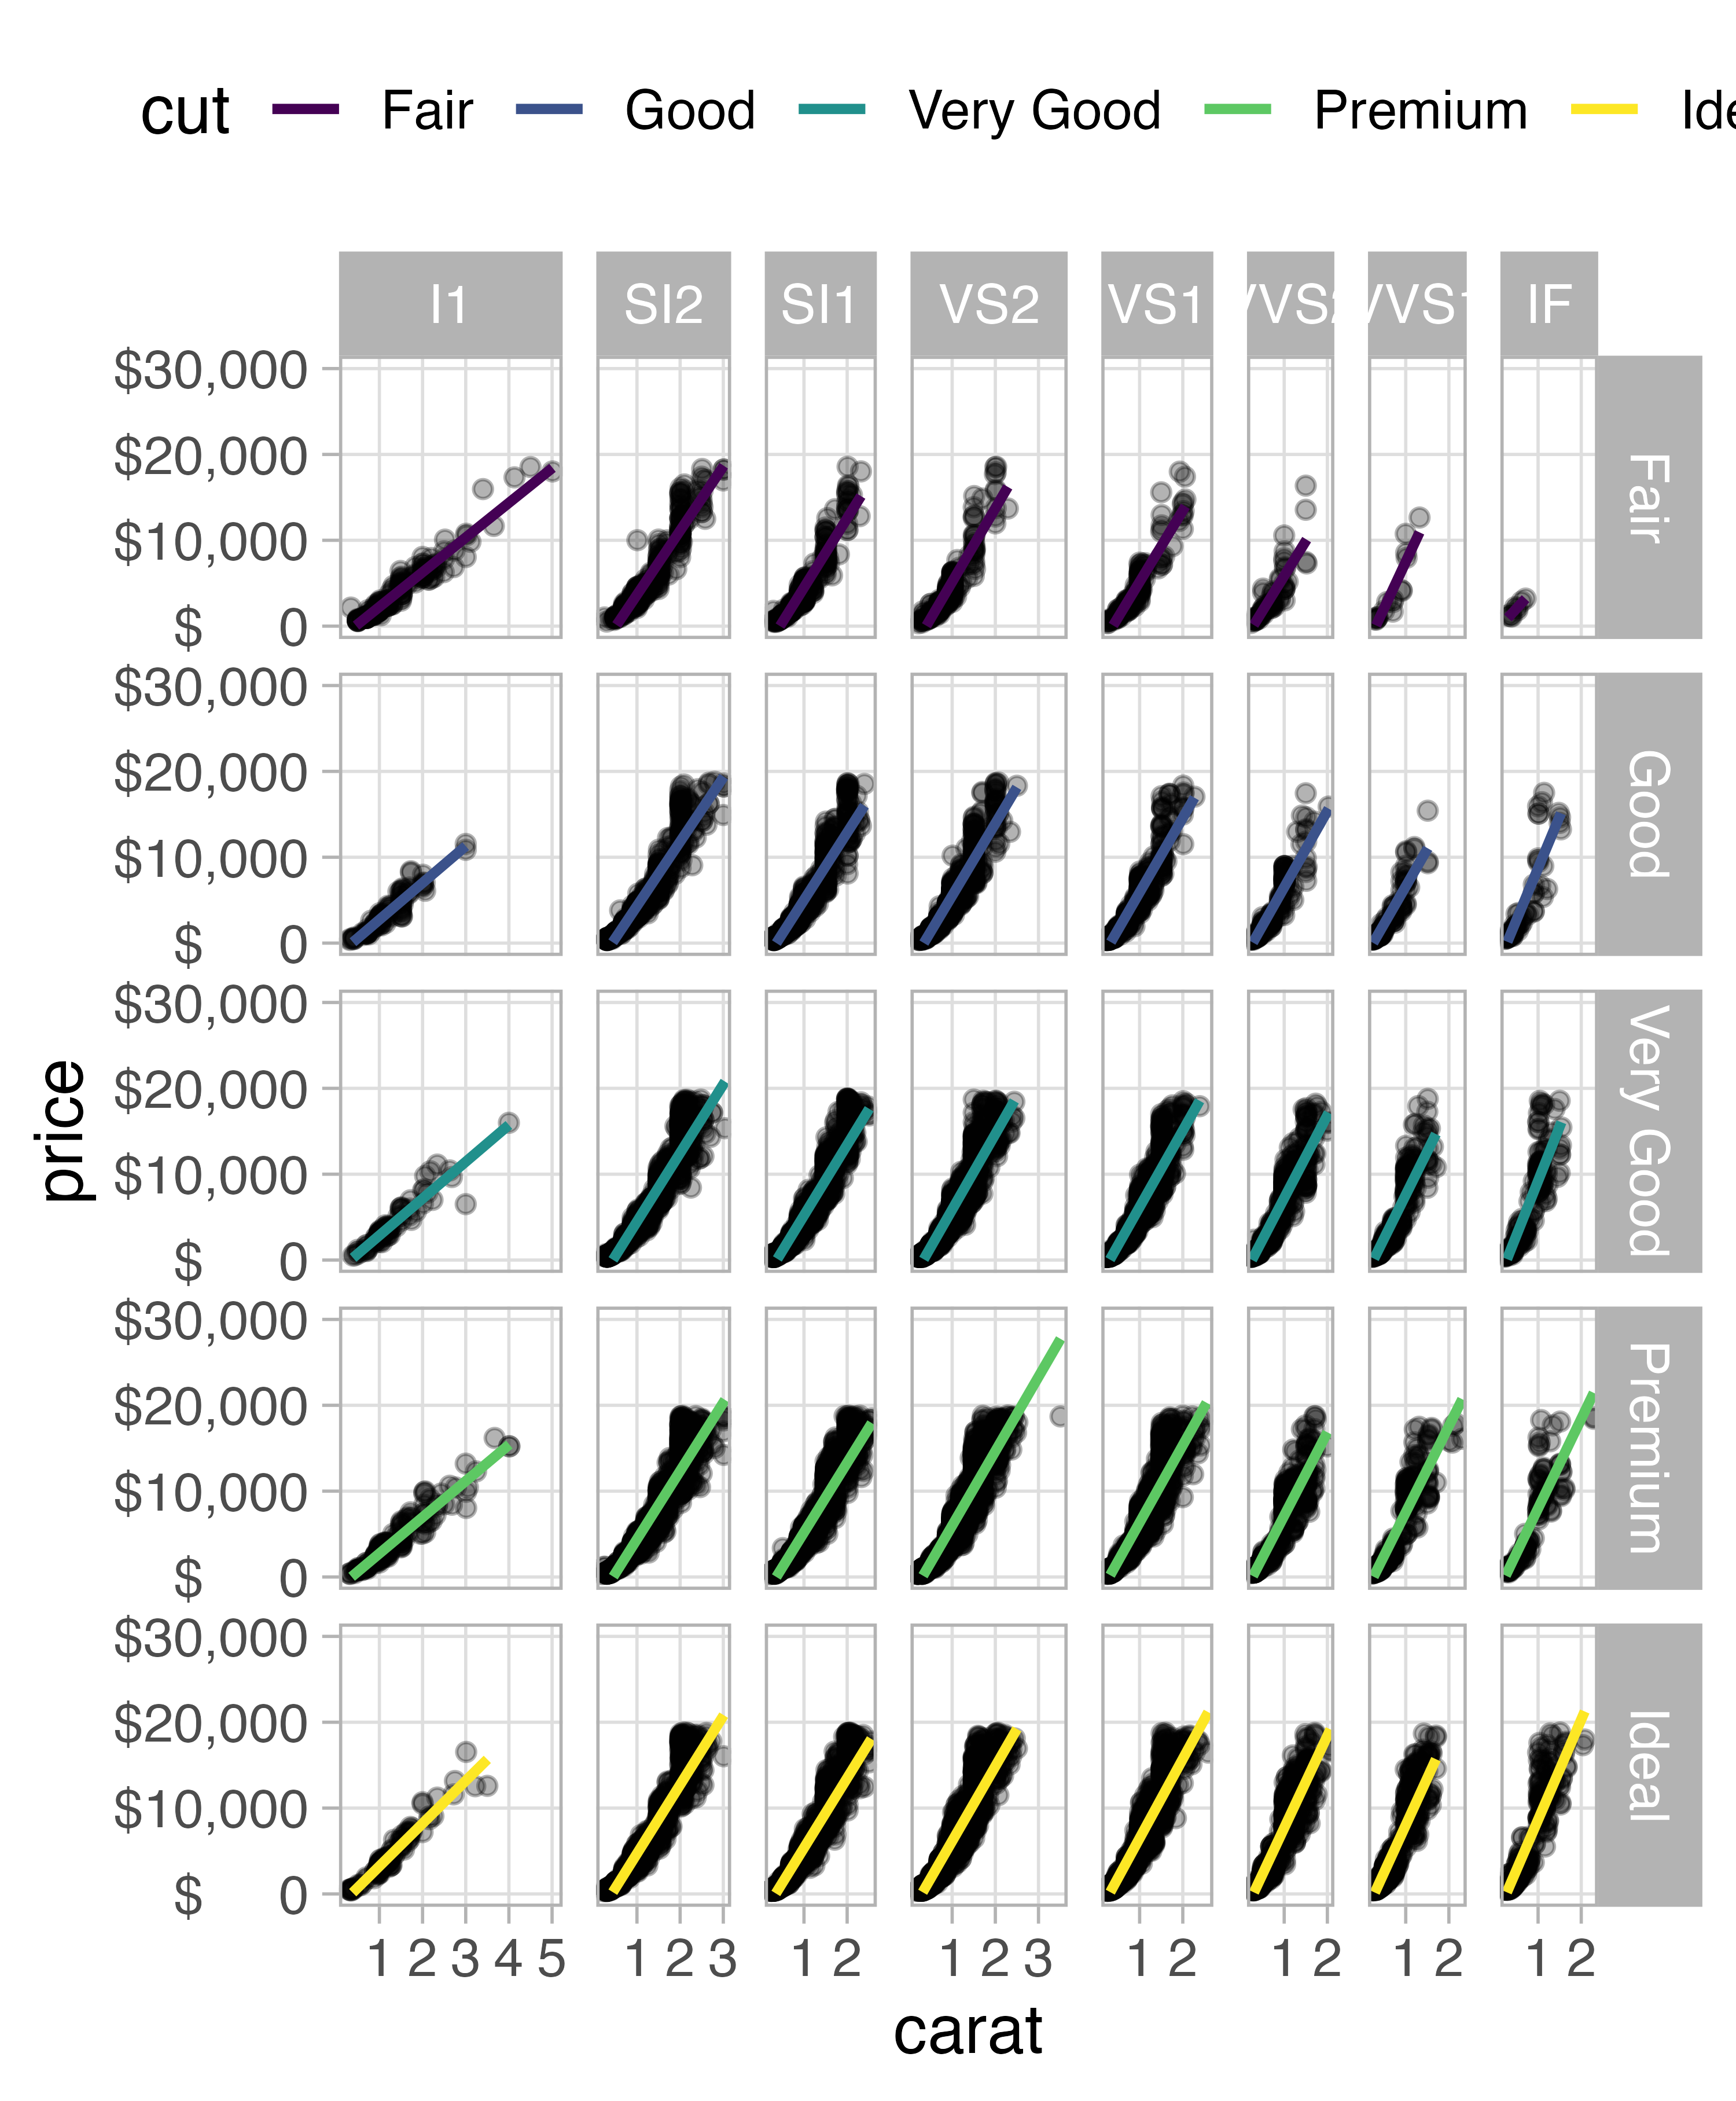 cut Fair Good Very Good Premium Ide
I1 SI2 SI1 VS2 VS1 VVS2 VVS1 IF
$30,000
$20,000
$10,000
$ 0
Fair
$30,000
$20,000
$10,000
$ 0
Good
$30,000
$20,000
$10,000
$ 0
Very Good
$30,000
$20,000
$10,000
$ 0
Premium
$30,000
$20,000
$10,000
$ 0
Ideal
price
1 2 3 4 5 1 2 3 1 2 1 2 3 1 2 1 2 1 2 1 2
carat